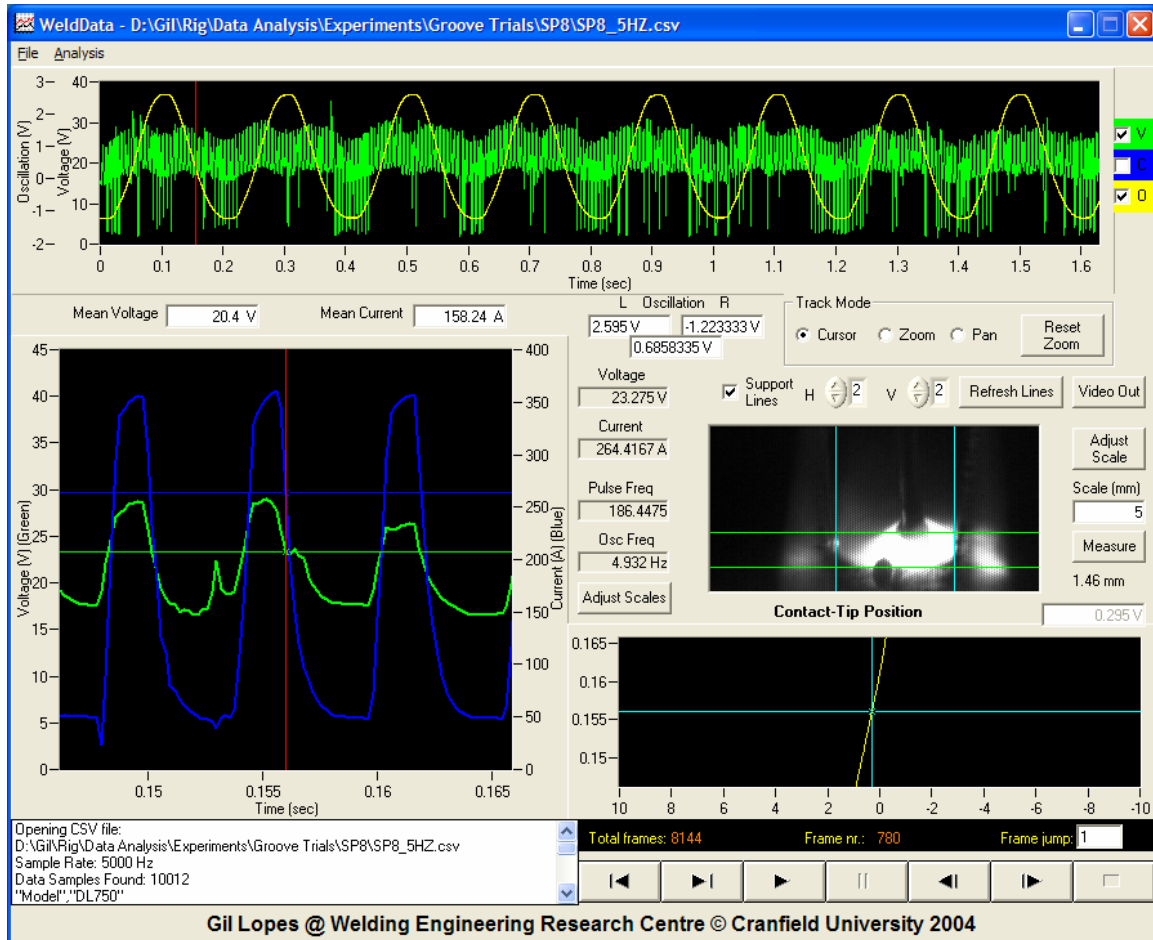 WeldData - D:\Gil\Rig\Data Analysis\Experiments\Groove Trials\SP8\SP8_5HZ.csv
File Analysis
3 2 1 0 -1 -2
Oscillation (V)
40 30 20 10 0
Voltage (V)
0 0.1 0.2 0.3 0.4 0.5 0.6 0.7 0.8 0.9 1 1.1 1.2 1.3 1.4 1.5 1.6
Time (sec)
V
C
O
Mean Voltage 20.4 V Mean Current 158.24 A
L Oscillation R
2.595 V -1.223333 V
0.6858335 V
Track Mode
Cursor Zoom Pan
Reset Zoom
45 40 35 30 25 20 15 10 5 0
Voltage (V) (Green)
400 350 300 250 200 150 100 50 0
Current (A) (Blue)
0.15 0.155 0.16 0.165
Time (sec)
Voltage
23.275 V
Current
264.4167 A
Pulse Freq
186.4475
Osc Freq
4.932 Hz
Adjust Scales
Support Lines H 2 V 2 Refresh Lines Video Out
Adjust Scale
Scale (mm)
5
Measure
1.46 mm
Contact-Tip Position
0.295 V
0.165
0.16
0.155
0.15
10 8 6 4 2 0 -2 -4 -6 -8 -10
Opening CSV file:
D:\Gil\Rig\Data Analysis\Experiments\Groove Trials\SP8\SP8_5HZ.csv
Sample Rate: 5000 Hz
Data Samples Found: 10012
"Model","DL750"
Total frames: 8144 Frame nr.: 780 Frame jump: 1
Gil Lopes @ Welding Engineering Research Centre © Cranfield University 2004